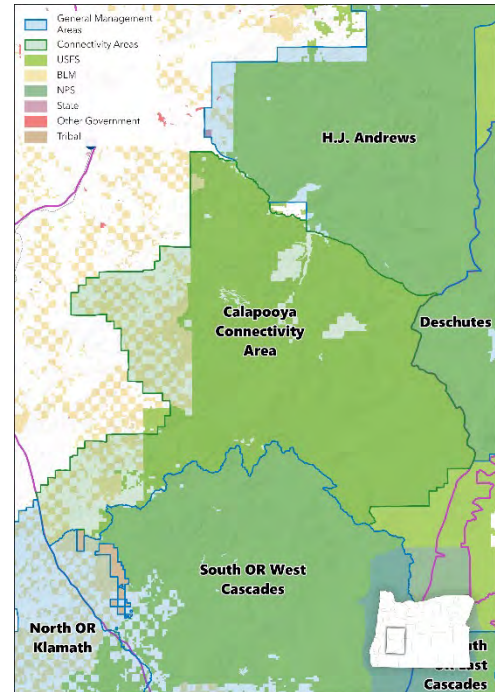 General Management
Areas
Connectivity Areas
USFS
BLM
NPS
State
Other Government
Tribal
H.J. Andrews
Calapooya
Connectivity
Area
Deschutes
South OR West
Cascades
North OR
Klamath
Cascades